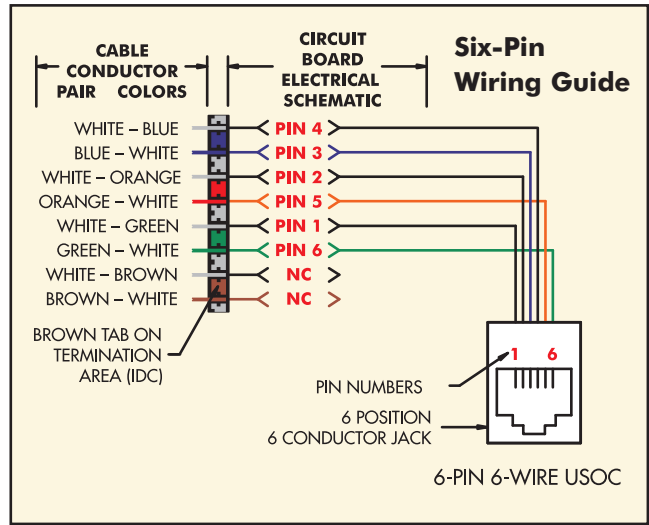 Six-Pin
Wiring Guide
CABLE
CONDUCTOR
PAIR COLORS
CIRCUIT
BOARD
ELECTRICAL
SCHEMATIC
WHITE – BLUE PIN 4
BLUE – WHITE PIN 3
WHITE – ORANGE PIN 2
ORANGE – WHITE PIN 5
WHITE – GREEN PIN 1
GREEN – WHITE PIN 6
WHITE – BROWN NC
BROWN – WHITE NC
BROWN TAB ON
TERMINATION
AREA (IDC)
1 6
PIN NUMBERS
6 POSITION
6 CONDUCTOR JACK
6-PIN 6-WIRE USOC